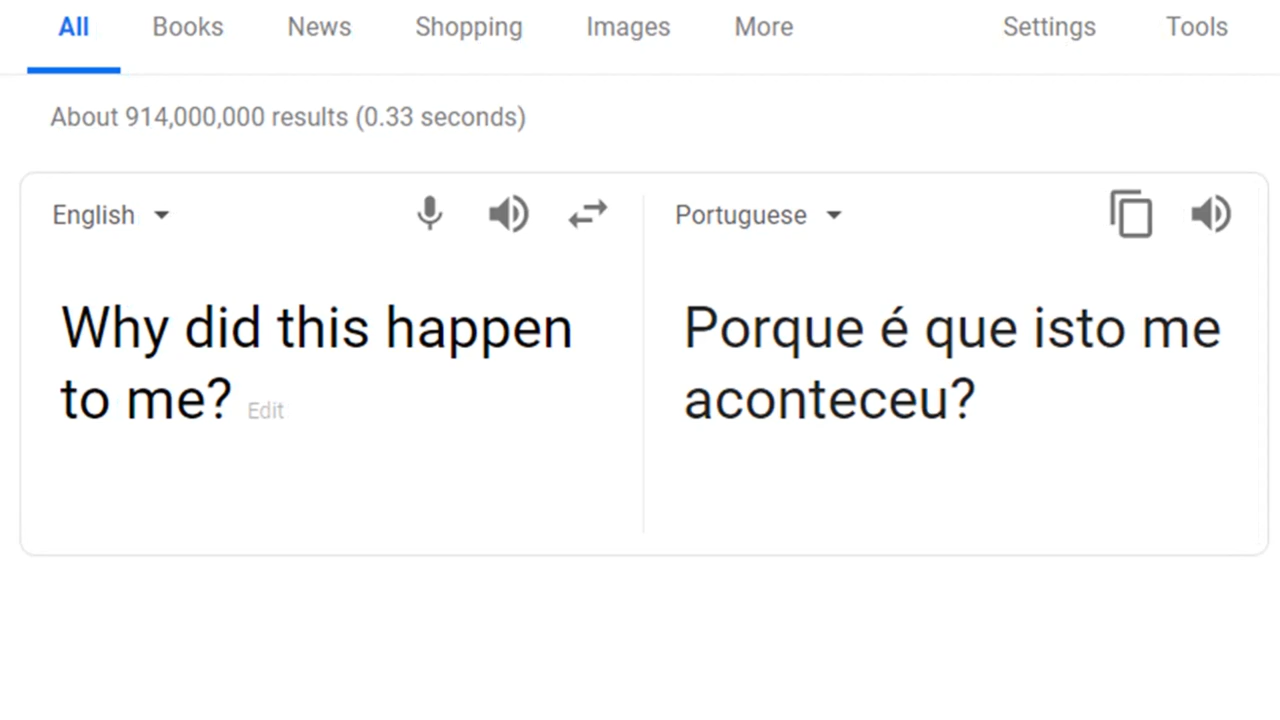 All Books News Shopping Images More Settings Tools
About 914,000,000 results (0.33 seconds)
English Portuguese
Why did this happen
to me? Edit
Porque é que isto me
aconteceu?